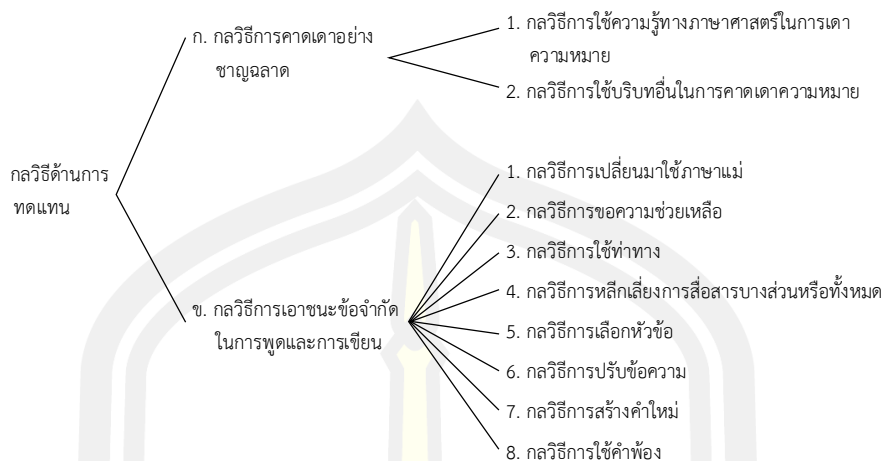 กลวิธีด้านการ
ทดแทน
ก. กลวิธีการคาดเดาอย่าง
ชาญฉลาด
1. กลวิธีการใช้ความรู้ทางภาษาศาสตร์ในการเดา
ความหมาย
2. กลวิธีการใช้บริบทอื่นในการคาดเดาความหมาย
ข. กลวิธีการเอาชนะข้อจำกัด
ในการพูดและการเขียน
1. กลวิธีการเปลี่ยนมาใช้ภาษาแม่
2. กลวิธีการขอความช่วยเหลือ
3. กลวิธีการใช้ท่าทาง
4. กลวิธีการหลีกเลี่ยงการสื่อสารบางส่วนหรือทั้งหมด
5. กลวิธีการเลือกหัวข้อ
6. กลวิธีการปรับข้อความ
7. กลวิธีการสร้างคำใหม่
8. กลวิธีการใช้คำพ้อง